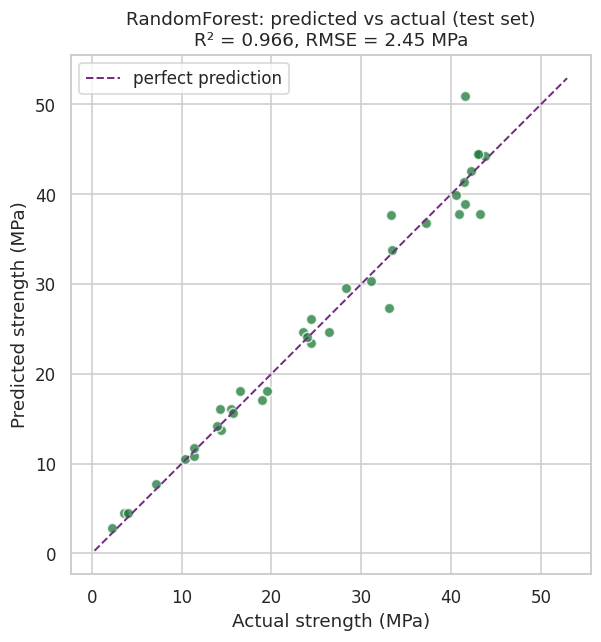 RandomForest: predicted vs actual (test set)
R² = 0.966, RMSE = 2.45 MPa
perfect prediction
50
40
30
20
10
0
Predicted strength (MPa)
0 10 20 30 40 50
Actual strength (MPa)